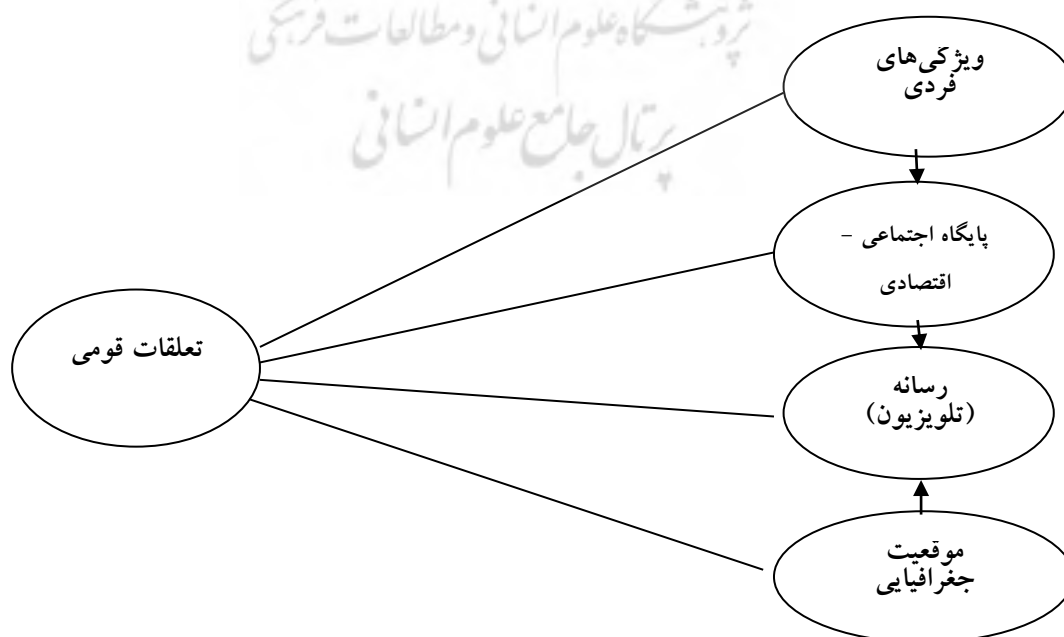 پژوهشگاه علوم انسانی و مطالعات فرهنگی
پرتال جامع علوم انسانی
ویژگی‌های
فردی
پایگاه اجتماعی –
اقتصادی
تعلقات قومی
رسانه
(تلویزیون)
موقعیت
جغرافیایی